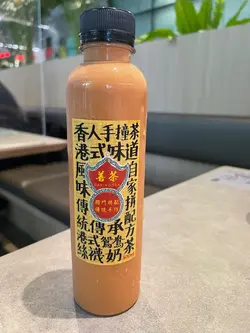 香人手撞茶
港式味道
風 自
味 善茶 家
傳 拼
統 傳承 配
港式鴛鴦方
絲襪奶茶